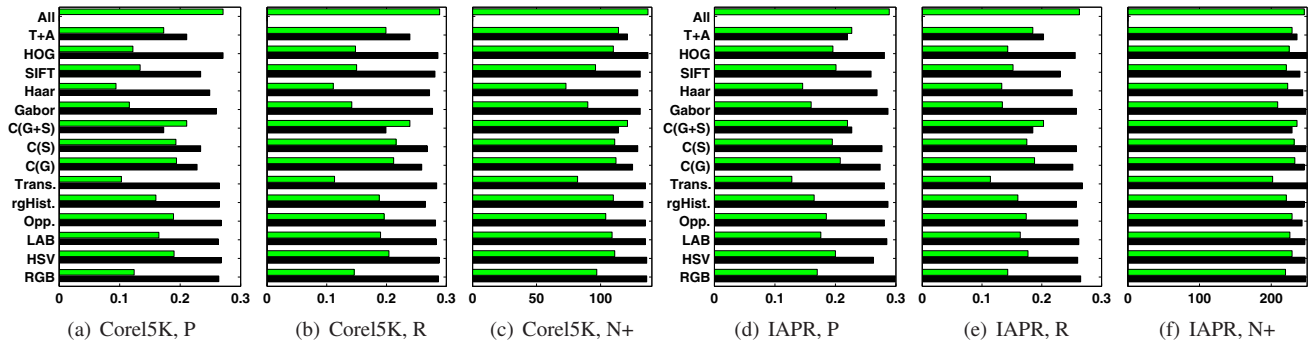 All
T+A
HOG
SIFT
Haar
Gabor
C(G+S)
C(S)
C(G)
Trans.
rgHist.
Opp.
LAB
HSV
RGB
0 0.1 0.2 0.3
(a) Corel5K, P
0 0.1 0.2 0.3
(b) Corel5K, R
0 50 100
(c) Corel5K, N+
All
T+A
HOG
SIFT
Haar
Gabor
C(G+S)
C(S)
C(G)
Trans.
rgHist.
Opp.
LAB
HSV
RGB
0 0.1 0.2 0.3
(d) IAPR, P
0 0.1 0.2 0.3
(e) IAPR, R
0 100 200
(f) IAPR, N+